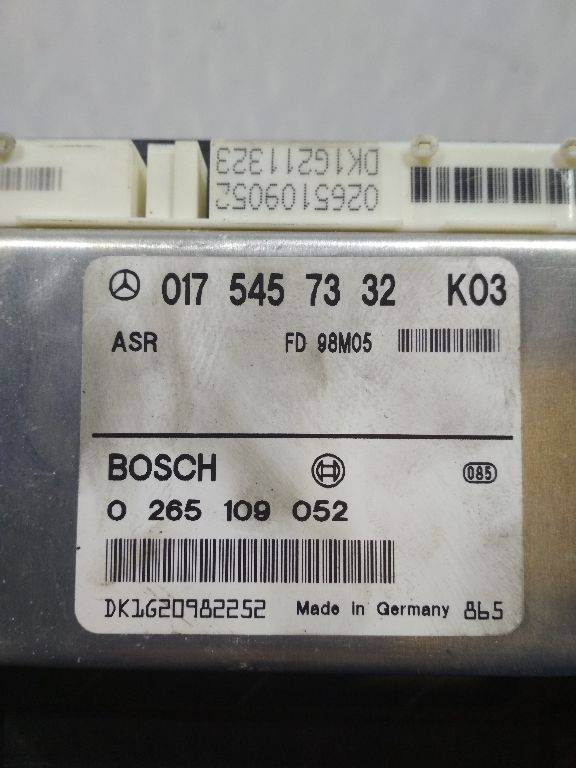 DK1G211323
0265109052
017 545 73 32 K03
ASR FD 98M05
BOSCH 085
0 265 109 052
DK1G20982252 Made in Germany 865